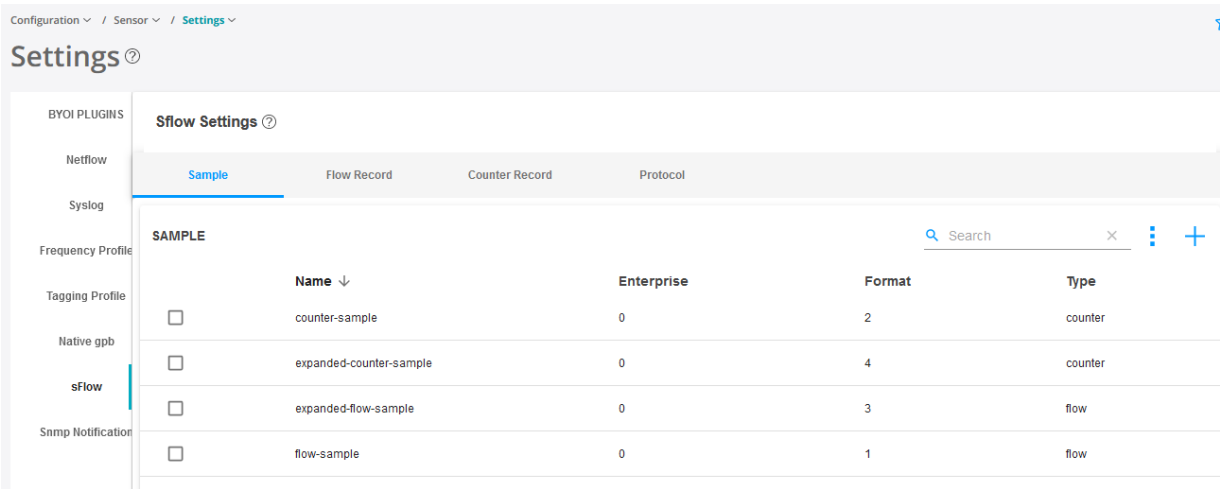 Configuration / Sensor / Settings
Settings ?
BYOI PLUGINS
Netflow
Syslog
Frequency Profile
Tagging Profile
Native gpb
sFlow
Snmp Notification
Sflow Settings ?
Sample Flow Record Counter Record Protocol
SAMPLE Search
Name Enterprise Format Type
counter-sample 0 2 counter
expanded-counter-sample 0 4 counter
expanded-flow-sample 0 3 flow
flow-sample 0 1 flow